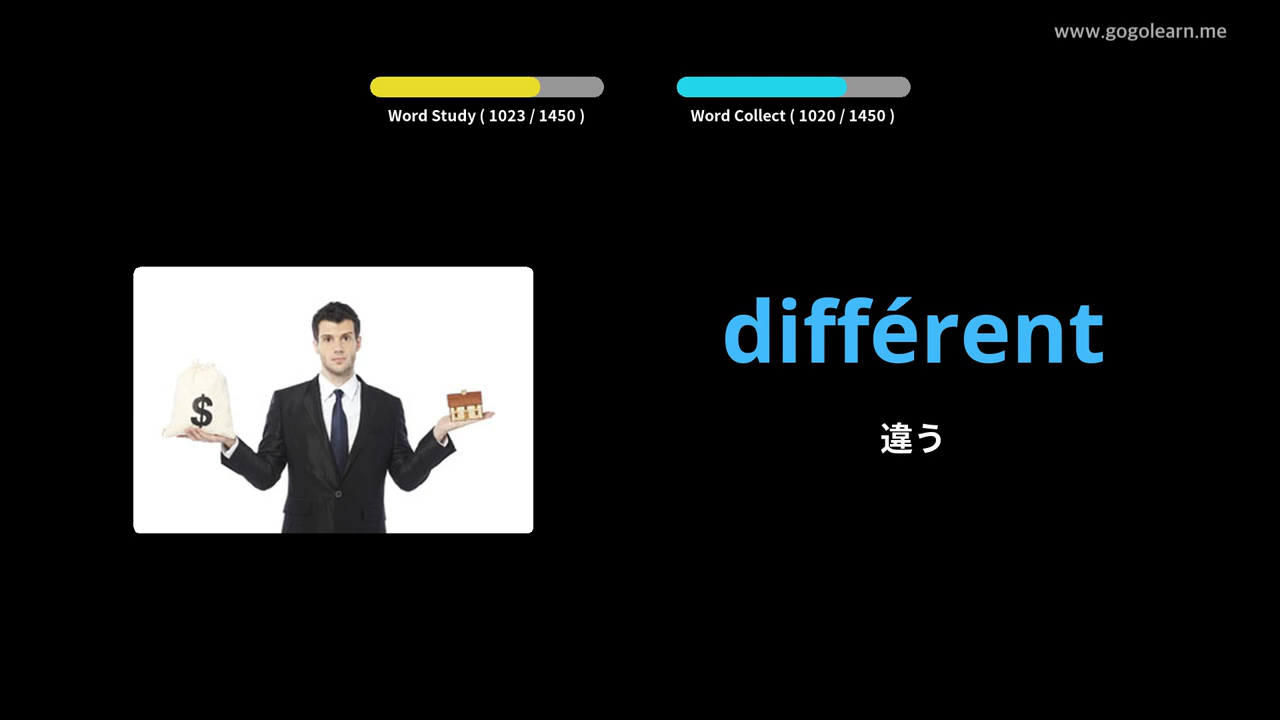 www.gogolearn.me
Word Study ( 1023 / 1450 )
Word Collect ( 1020 / 1450 )
$
différent
違う